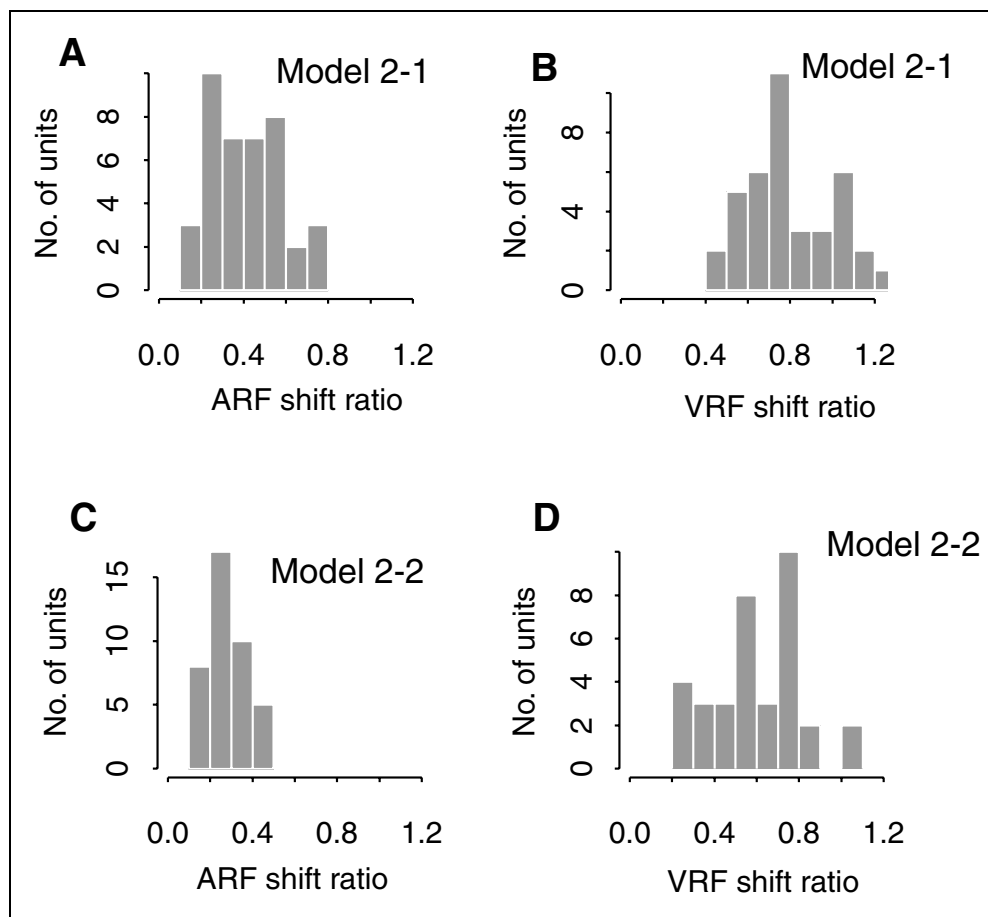 A
Model 2-1
No. of units
0 2 4 6 8
0.0 0.4 0.8 1.2
ARF shift ratio
B
Model 2-1
No. of units
0 4 8
0.0 0.4 0.8 1.2
VRF shift ratio
C
Model 2-2
No. of units
0 5 10 15
0.0 0.4 0.8 1.2
ARF shift ratio
D
Model 2-2
No. of units
0 2 4 6 8
0.0 0.4 0.8 1.2
VRF shift ratio